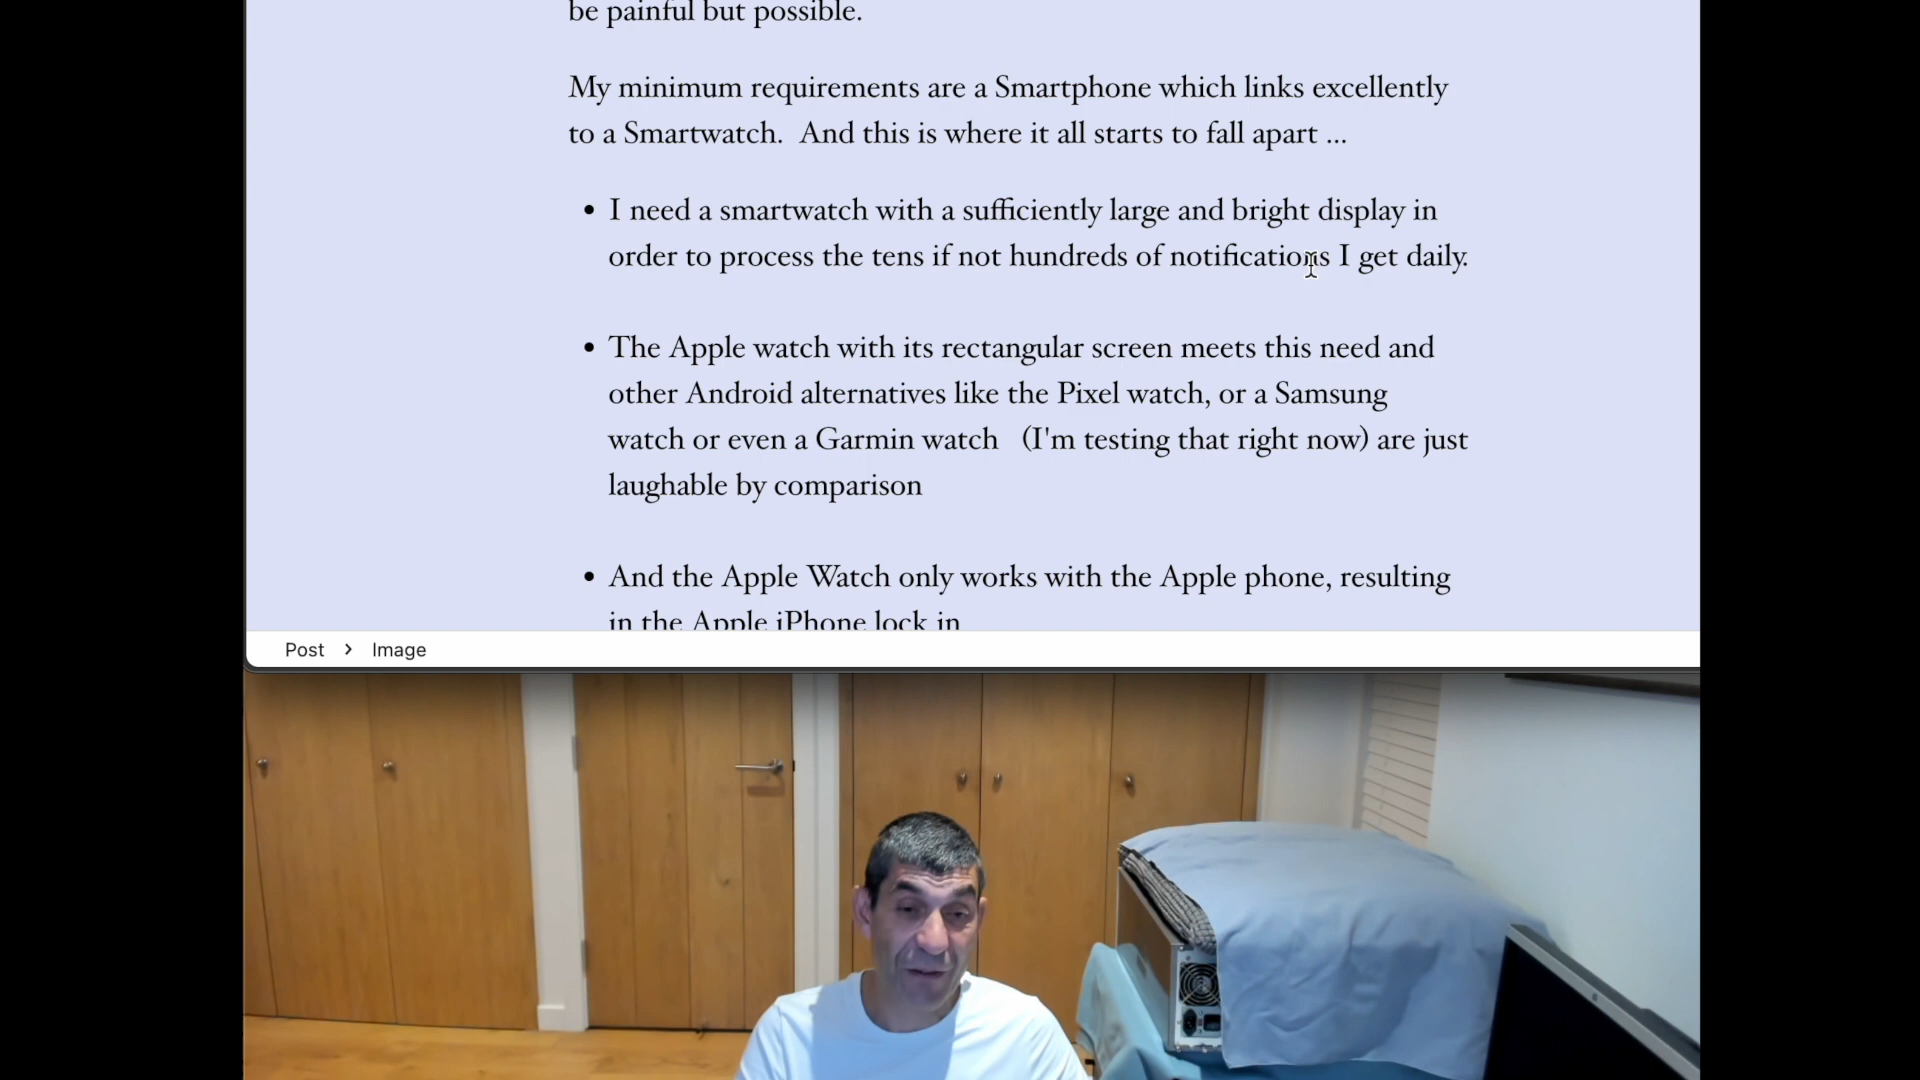 be painful but possible.
My minimum requirements are a Smartphone which links excellently
to a Smartwatch.  And this is where it all starts to fall apart ...
• I need a smartwatch with a sufficiently large and bright display in
order to process the tens if not hundreds of notifications I get daily.
• The Apple watch with its rectangular screen meets this need and
other Android alternatives like the Pixel watch, or a Samsung
watch or even a Garmin watch   (I'm testing that right now) are just
laughable by comparison
• And the Apple Watch only works with the Apple phone, resulting
in the Apple iPhone lock in
Post > Image